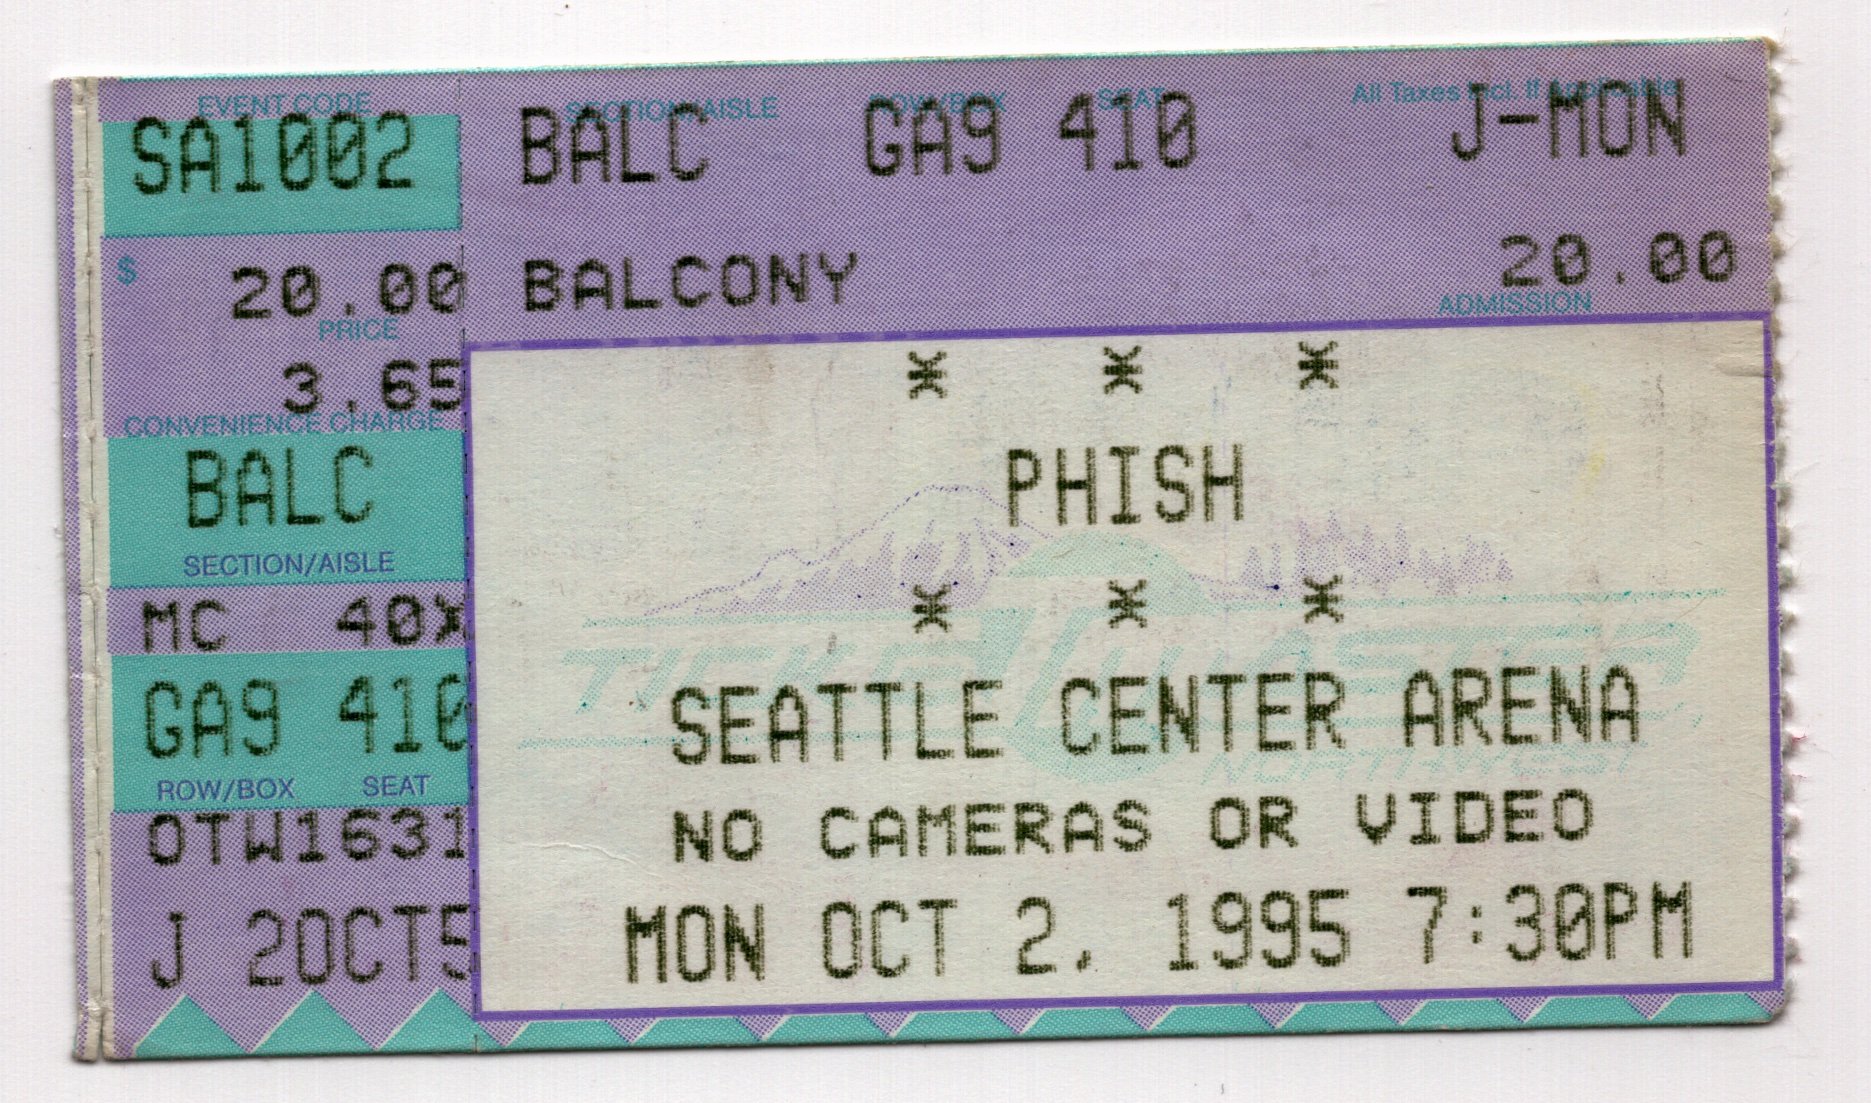 EVENT CODE
SA1002
$ 20.00
PRICE
3.65
CONVENIENCE CHARGE
BALC
SECTION/AISLE
MC 40X
GA9 410
ROW/BOX SEAT
OTW1631
J 2OCT5
SECTION/AISLE ROW/BOX SEAT All Taxes Incl. If Applicable
BALC GA9 410 J-MON
BALCONY 20.00
ADMISSION
* * *
PHISH
* * *
TICKETMASTER
SEATTLE CENTER ARENA
NORTHWEST
NO CAMERAS OR VIDEO
MON OCT 2, 1995 7:30PM